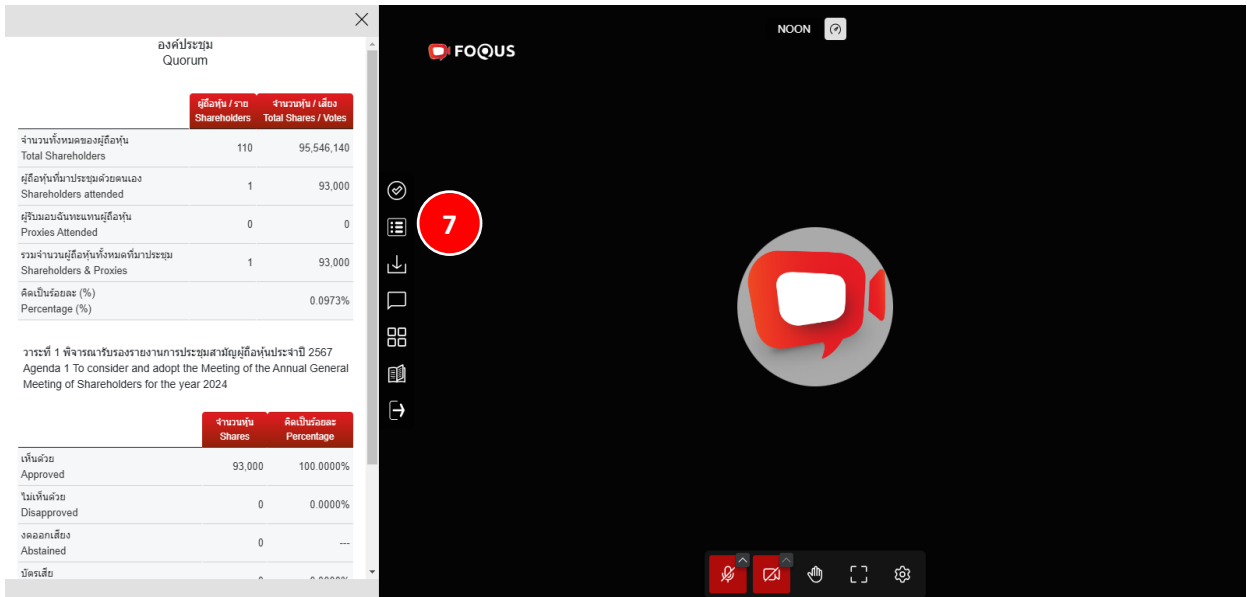 องค์ประชุม
Quorum
ผู้ถือหุ้น / ราย จำนวนหุ้น / เสียง
Shareholders Total Shares / Votes
จำนวนทั้งหมดของผู้ถือหุ้น
Total Shareholders 110 95,546,140
ผู้ถือหุ้นที่มาประชุมด้วยตนเอง
Shareholders attended 1 93,000
ผู้รับมอบฉันทะแทนผู้ถือหุ้น
Proxies Attended 0 0
รวมจำนวนผู้ถือหุ้นทั้งหมดที่มาประชุม
Shareholders & Proxies 1 93,000
คิดเป็นร้อยละ (%)
Percentage (%) 0.0973%
วาระที่ 1 พิจารณารับรองรายงานการประชุมสามัญผู้ถือหุ้นประจำปี 2567
Agenda 1 To consider and adopt the Meeting of the Annual General
Meeting of Shareholders for the year 2024
จำนวนหุ้น คิดเป็นร้อยละ
Shares Percentage
เห็นด้วย
Approved 93,000 100.0000%
ไม่เห็นด้วย
Disapproved 0 0.0000%
งดออกเสียง
Abstained 0 ---
บัตรเสีย
FOQUS
NOON
7